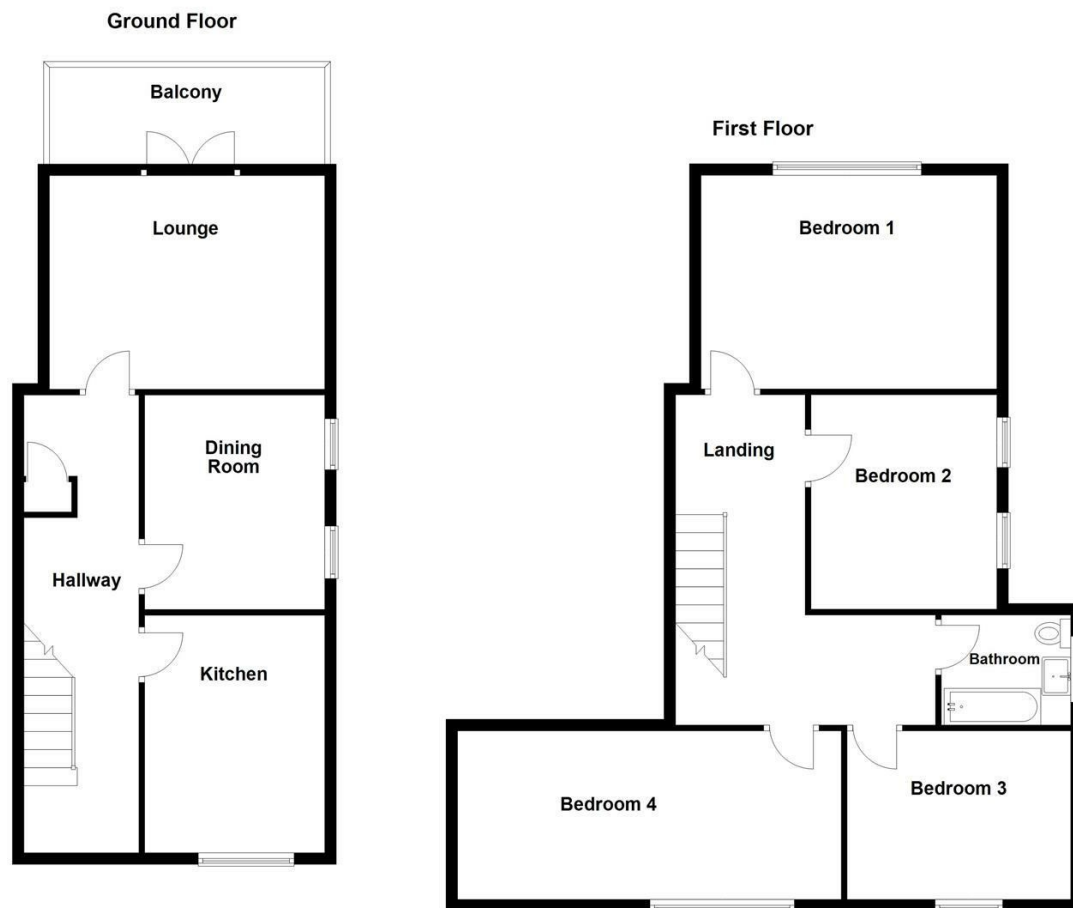 Ground Floor
Balcony
Lounge
Dining
Room
Hallway
Kitchen
First Floor
Bedroom 1
Landing
Bedroom 2
Bathroom
Bedroom 3
Bedroom 4